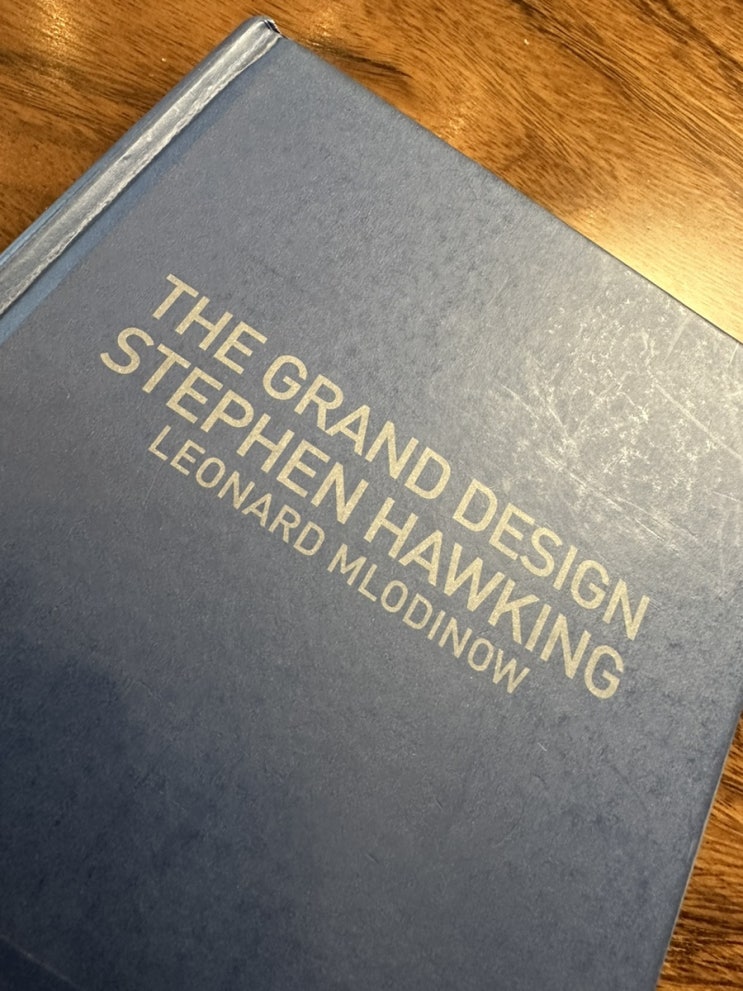 THE GRAND DESIGN
STEPHEN HAWKING
LEONARD MLODINOW